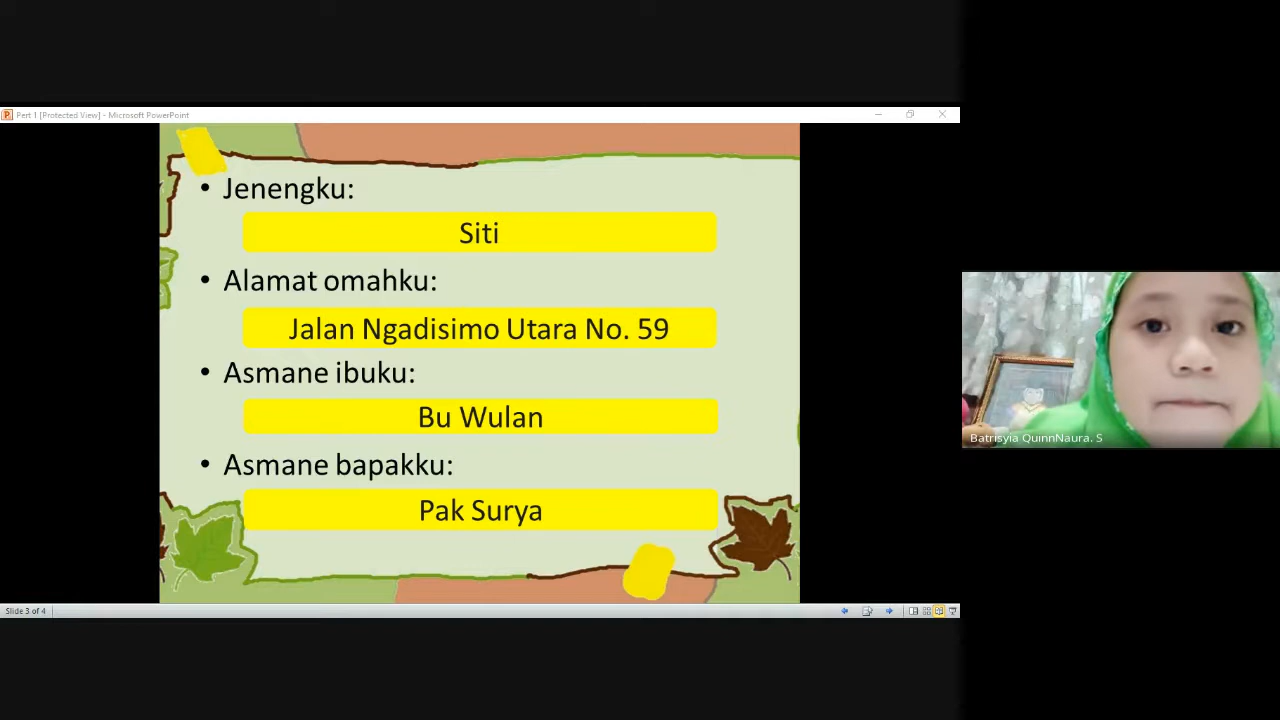 Part 1 [Protected View] - Microsoft PowerPoint
• Jenengku:
Siti
• Alamat omahku:
Jalan Ngadisimo Utara No. 59
• Asmane ibuku:
Bu Wulan
• Asmane bapakku:
Pak Surya
Slide 3 of 4
Batrisyia QuinnNaura. S